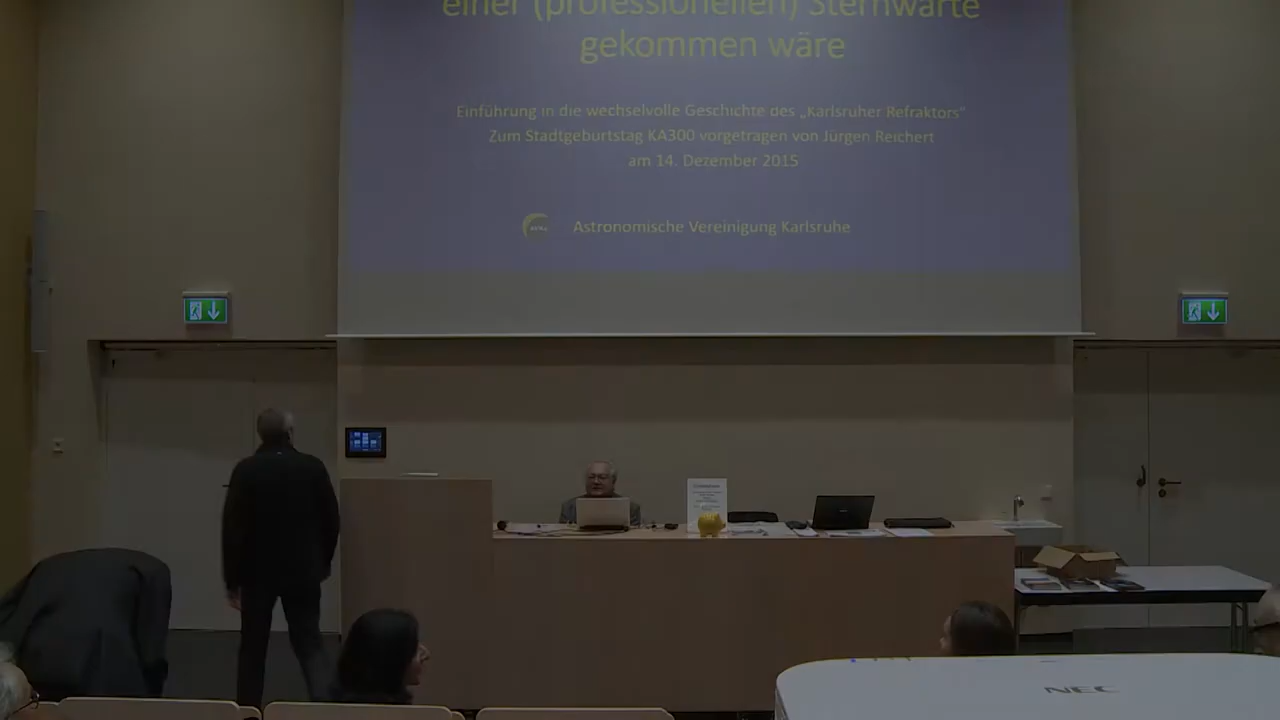 einer (professionellen) Sternwarte
gekommen wäre
Einführung in die wechselvolle Geschichte des „Karlsruher Refraktors“
Zum Stadtgeburtstag KA300 vorgetragen von Jürgen Reichert
am 14. Dezember 2015
Astronomische Vereinigung Karlsruhe
NEC